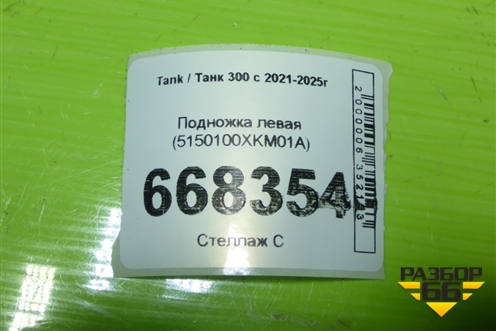 Tank / Танк 300 с 2021-2025г
Подножка левая
(5150100XKM01A)
668354
Стеллаж С
РАЗБОР
66